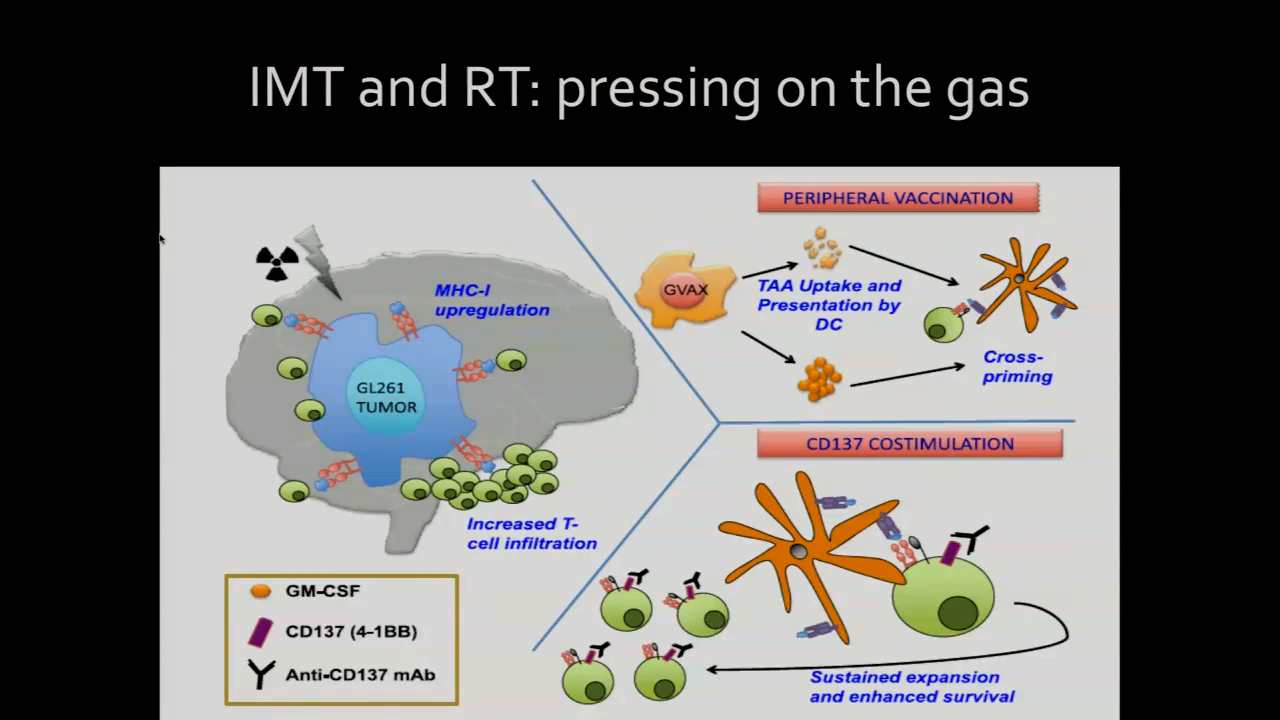 IMT and RT: pressing on the gas
MHC-I
upregulation
GL261
TUMOR
Increased T-
cell infiltration
GM-CSF
CD137 (4-1BB)
Anti-CD137 mAb
PERIPHERAL VACCINATION
GVAX
TAA Uptake and
Presentation by
DC
Cross-
priming
CD137 COSTIMULATION
Sustained expansion
and enhanced survival